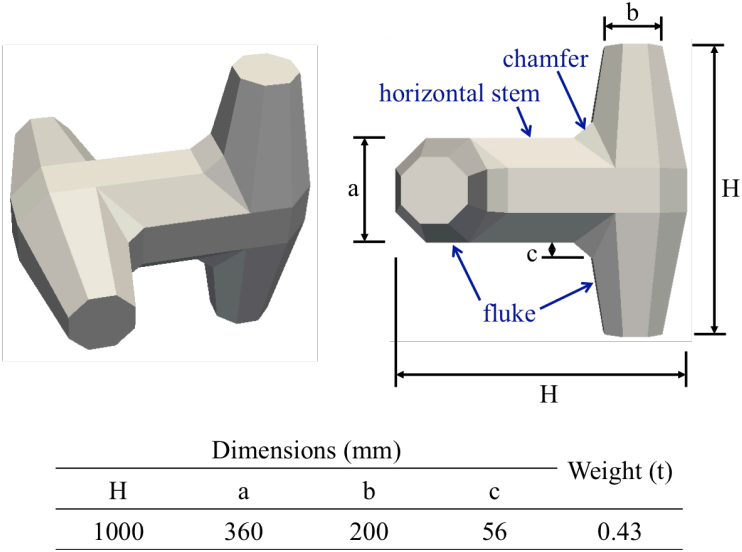 b
chamfer
horizontal stem
a
H
c
fluke
H
Dimensions (mm)
Weight (t)
H a b c
1000 360 200 56 0.43